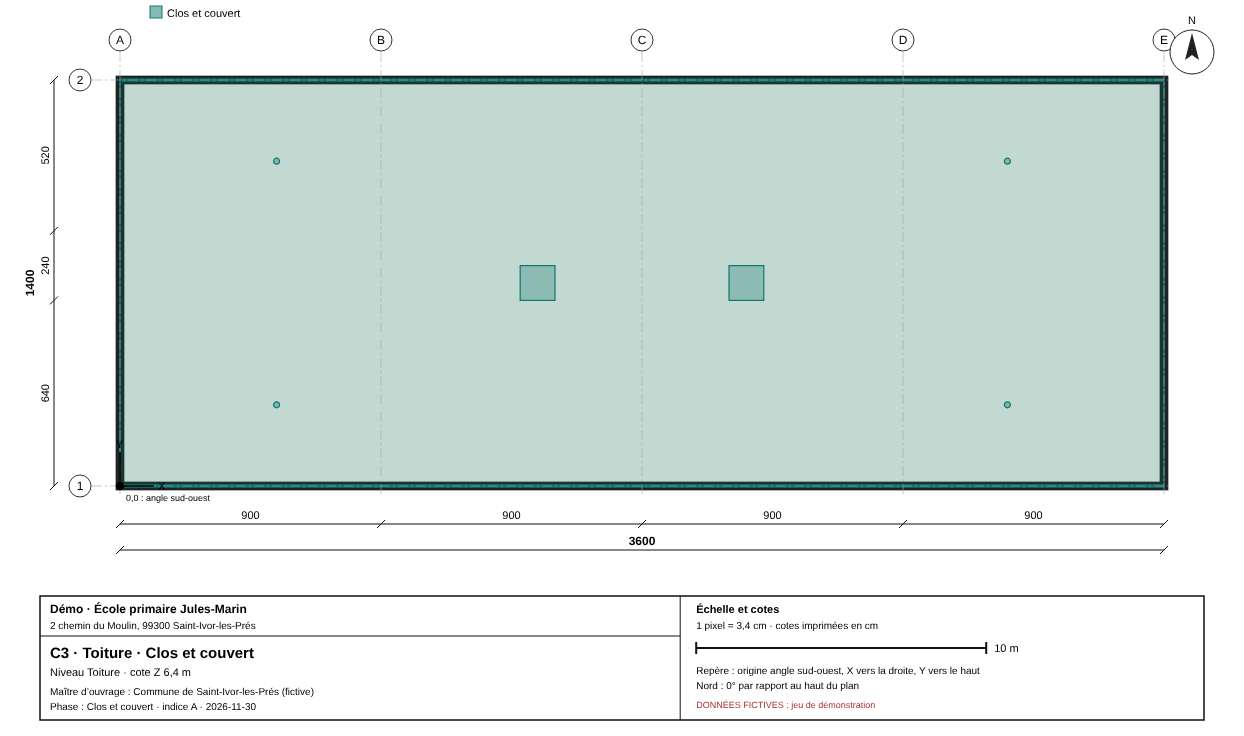 Clos et couvert
N
A
B
C
D
E
2
520
240
1400
640
1
X
0,0 : angle sud-ouest
900
900
900
900
3600
Démo · École primaire Jules-Marin
2 chemin du Moulin, 99300 Saint-Ivor-les-Prés
C3 · Toiture · Clos et couvert
Niveau Toiture · cote Z 6,4 m
Maître d’ouvrage : Commune de Saint-Ivor-les-Prés (fictive)
Phase : Clos et couvert · indice A · 2026-11-30
Échelle et cotes
1 pixel = 3,4 cm · cotes imprimées en cm
10 m
Repère : origine angle sud-ouest, X vers la droite, Y vers le haut
Nord : 0° par rapport au haut du plan
DONNÉES FICTIVES : jeu de démonstration